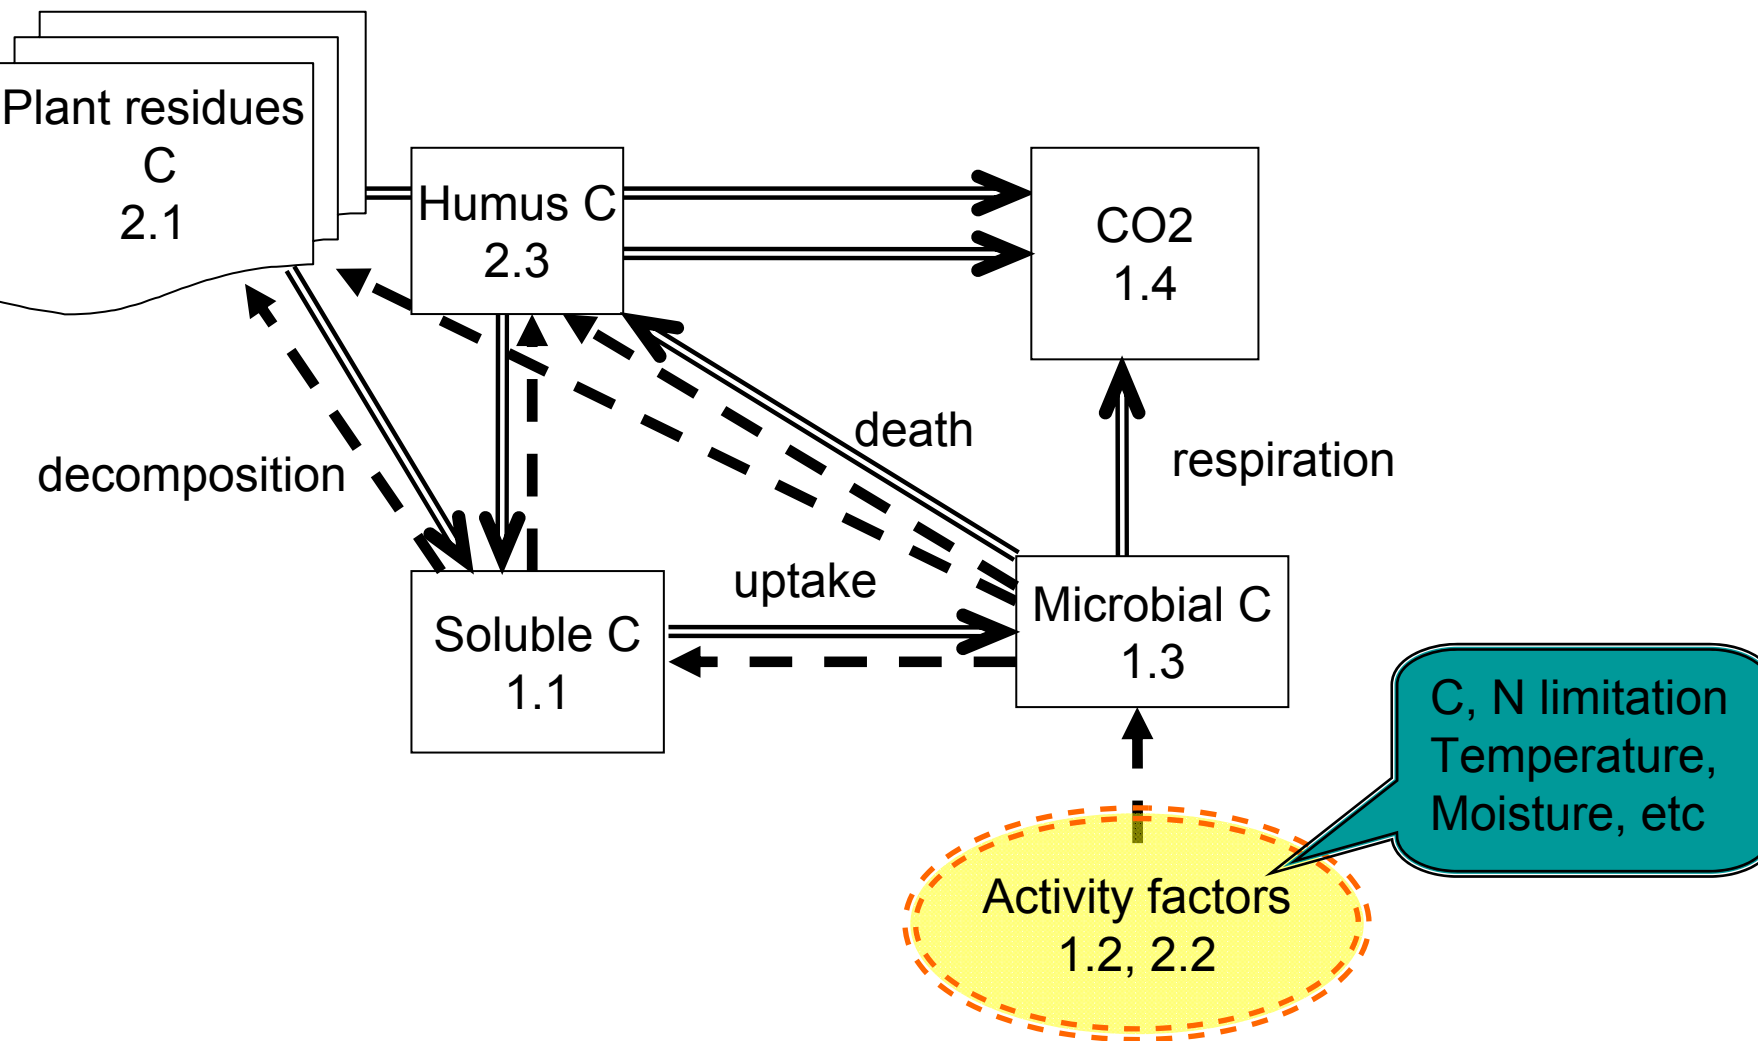 Plant residues
C
2.1
Humus C
2.3
CO2
1.4
death
respiration
decomposition
uptake
Soluble C
1.1
Microbial C
1.3
C, N limitation
Temperature,
Moisture, etc
Activity factors
1.2, 2.2